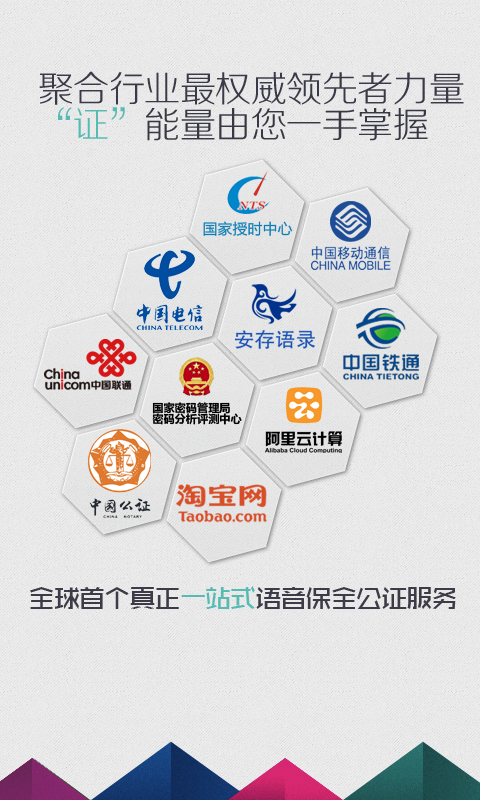 聚合行业最权威领先者力量
“证”能量由您一手掌握
N.T.S.
国家授时中心
中国移动通信
CHINA MOBILE
中国电信
CHINA TELECOM
安存语录
中国铁通
CHINA TIETONG
China
unicom中国联通
国家密码管理局
密码分析评测中心
阿里云计算
Alibaba Cloud Computing
中国公证
CHINA NOTARY
淘宝网
Taobao.com
全球首个真正一站式语音保全公证服务